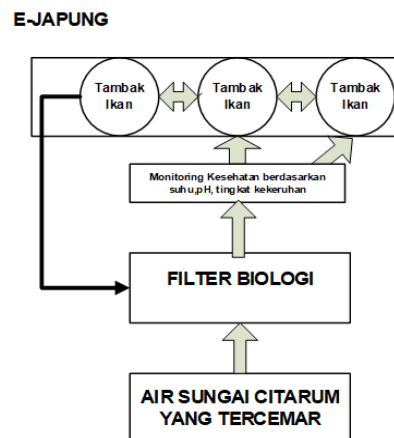 E-JAPUNG
Tambak
Ikan
Tambak
Ikan
Tambak
Ikan
Monitoring Kesehatan berdasarkan
suhu,pH, tingkat kekeruhan
FILTER BIOLOGI
AIR SUNGAI CITARUM
YANG TERCEMAR